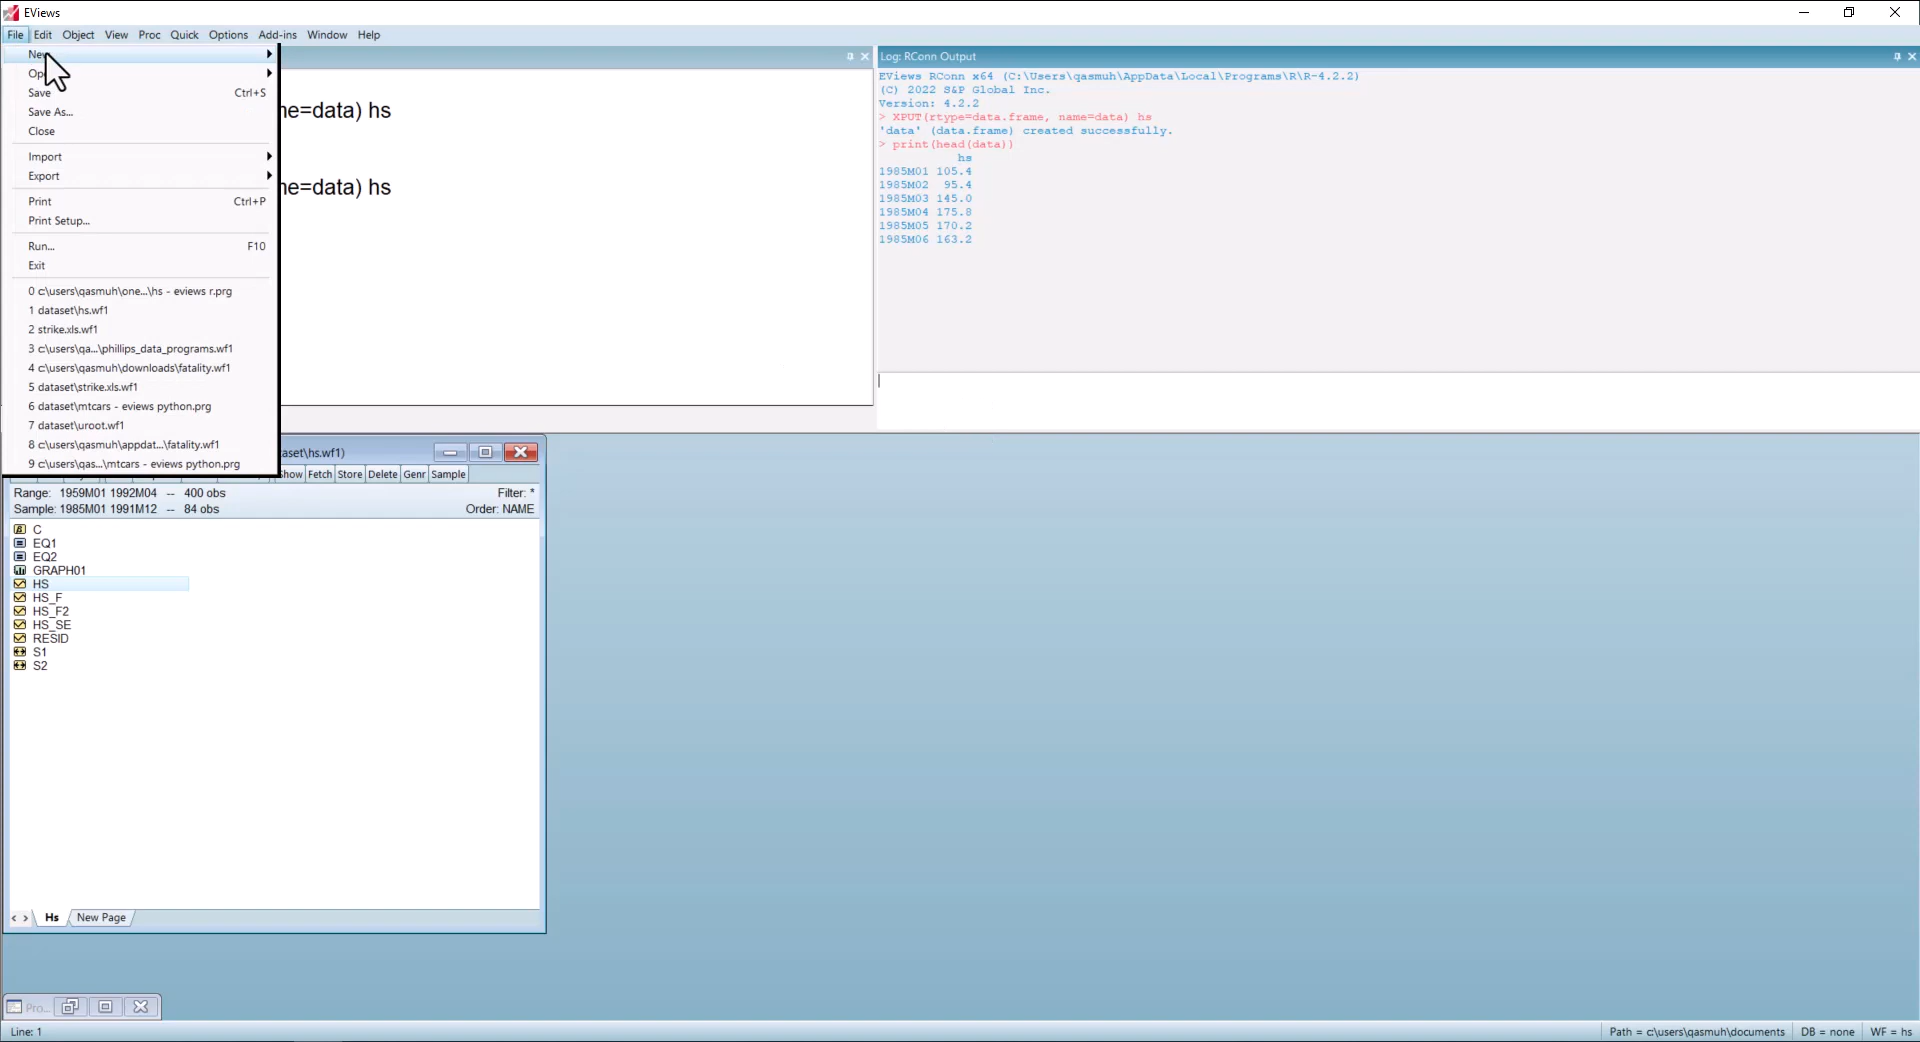 EViews
File Edit Object View Proc Quick Options Add-ins Window Help
New
Save Ctrl+S
Save As...
Close
Import
Export
Print Ctrl+P
Print Setup...
Run... F10
Exit
0 c:\users\qasmuh\one...\hs - eviews r.prg
1 dataset\hs.wf1
2 strike.xls.wf1
3 c:\users\qa...\phillips_data_programs.wf1
4 c:\users\qasmuh\downloads\fatality.wf1
5 dataset\strike.xls.wf1
6 dataset\mtcars - eviews python.prg
7 dataset\uroot.wf1
8 c:\users\qasmuh\appdat...\fatality.wf1
9 c:\users\qas...\mtcars - eviews python.prg
me=data) hs
me=data) hs
Log: RConn Output
EViews RConn x64 (C:\Users\qasmuh\AppData\Local\Programs\R\R-4.2.2)
(C) 2022 S&P Global Inc.
Version: 4.2.2
> XPUT(rtype=data.frame, name=data) hs
'data' (data.frame) created successfully.
> print(head(data))
hs
1985M01 105.4
1985M02 95.4
1985M03 145.0
1985M04 175.8
1985M05 170.2
1985M06 163.2
taset\hs.wf1)
Show Fetch Store Delete Genr Sample
Range: 1959M01 1992M04 -- 400 obs Filter: *
Sample: 1985M01 1991M12 -- 84 obs Order: NAME
C
EQ1
EQ2
GRAPH01
HS
HS_F
HS_F2
HS_SE
RESID
S1
S2
Hs New Page
Pro...
Line: 1 Path = c:\users\qasmuh\documents DB = none WF = hs